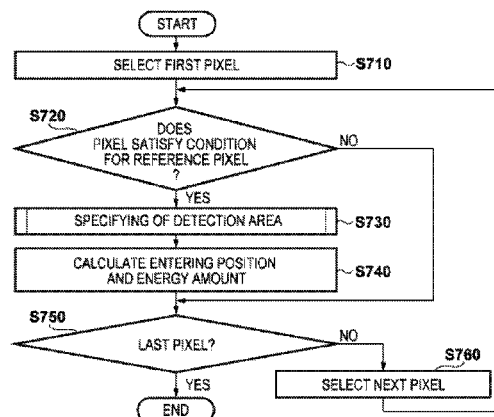 START
SELECT FIRST PIXEL
S710
S720
DOES
PIXEL SATISFY CONDITION
FOR REFERENCE PIXEL
?
NO
YES
SPECIFYING OF DETECTION AREA
S730
CALCULATE ENTERING POSITION
AND ENERGY AMOUNT
S740
S750
LAST PIXEL?
NO
YES
S760
SELECT NEXT PIXEL
END